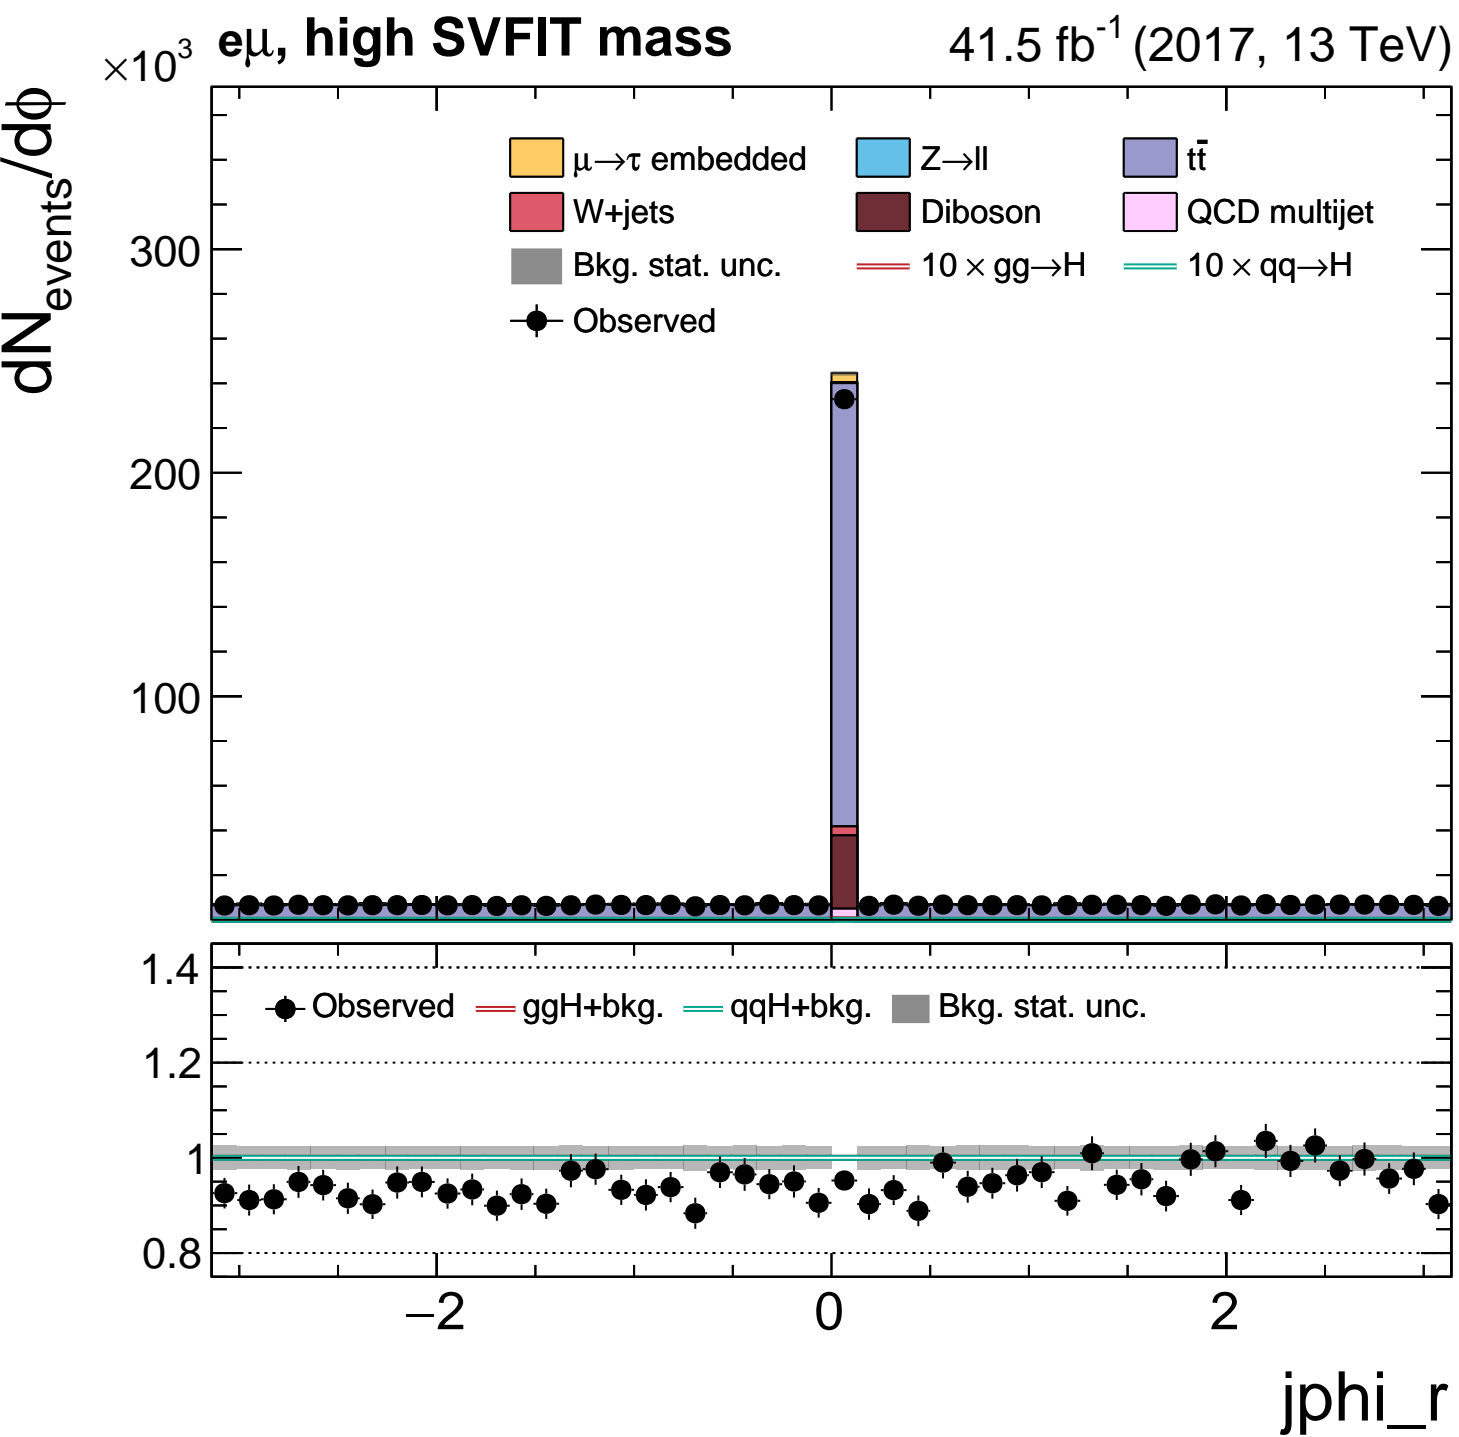 ×10³ eμ, high SVFIT mass 41.5 fb⁻¹ (2017, 13 TeV)
dN_events/dϕ
μ→τ embedded Z→ll tt̄
W+jets Diboson QCD multijet
Bkg. stat. unc. 10 × gg→H 10 × qq→H
Observed
300
200
100
1.4
Observed ggH+bkg. qqH+bkg. Bkg. stat. unc.
1.2
1
0.8
−2 0 2
jphi_r